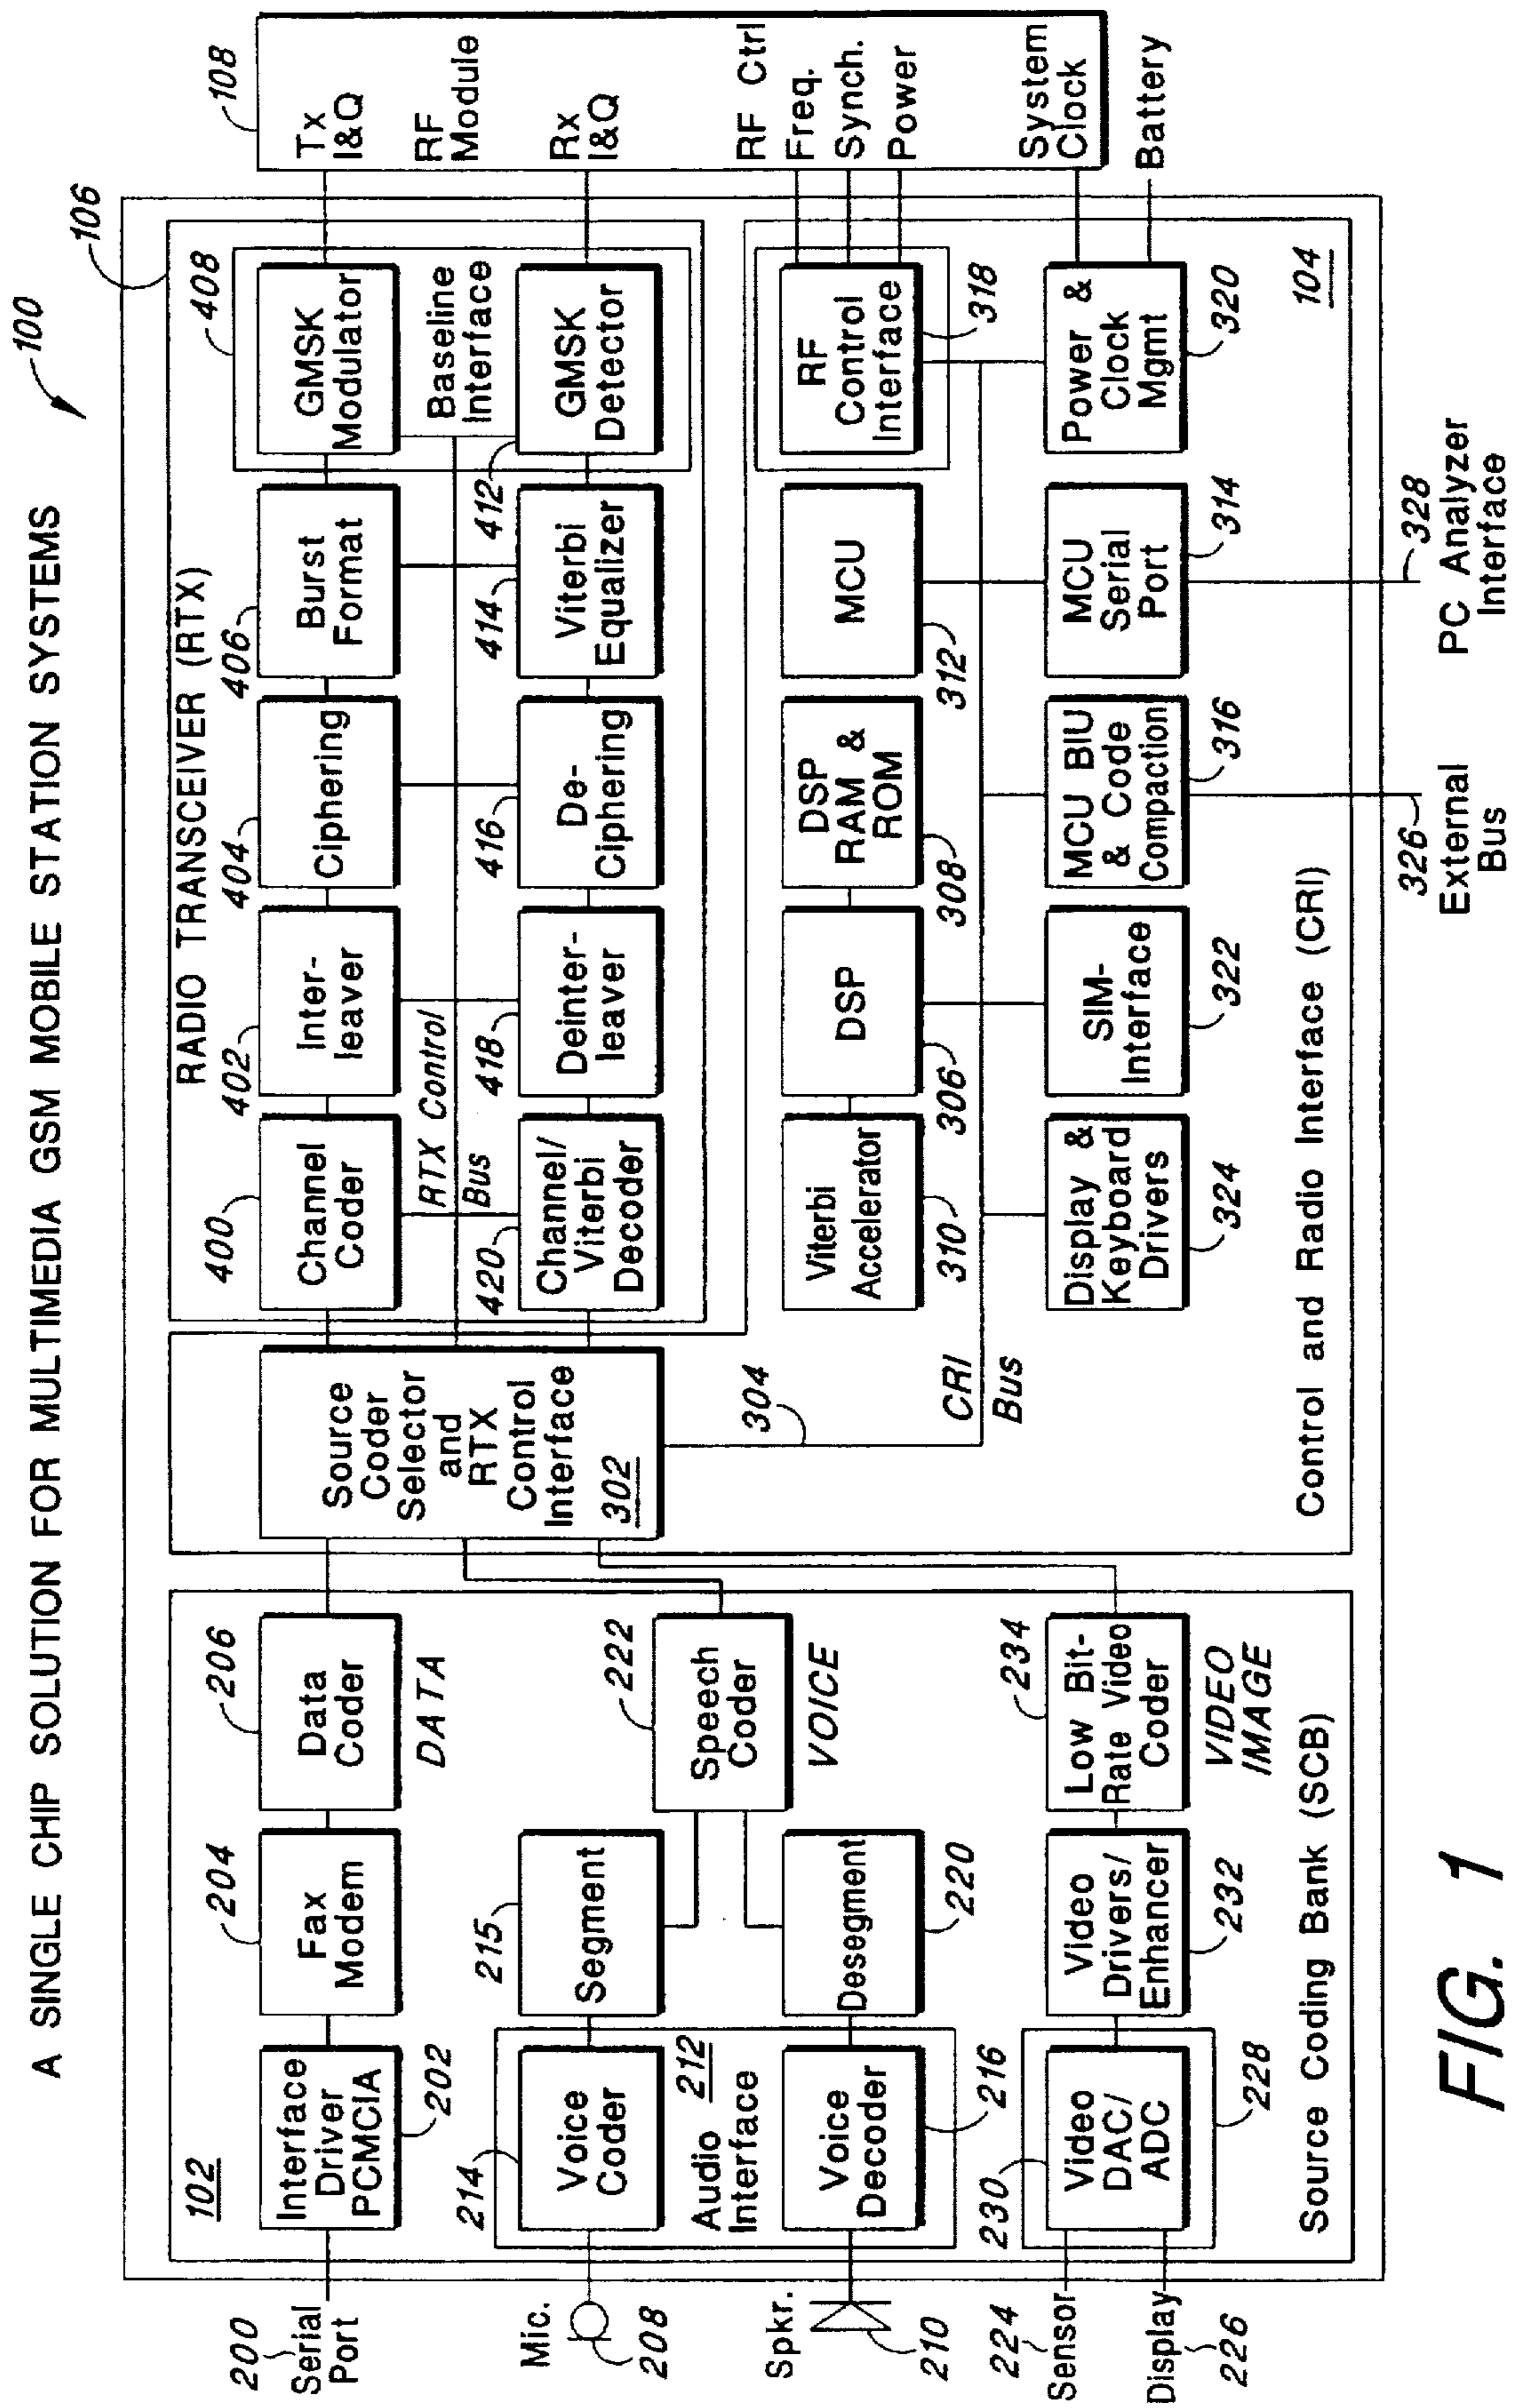 A SINGLE CHIP SOLUTION FOR MULTIMEDIA GSM MOBILE STATION SYSTEMS
100
106
108
102
200
Serial
Port
Interface
Driver
PCMCIA
202
204
Fax
Modem
206
Data
Coder
DATA
Mic.
208
214
Voice
Coder
215
Segment
Audio 212
Interface
222
Speech
Coder
VOICE
Spkr.
210
Voice
Decoder
216
Desegment
220
224
Sensor
Display
226
230
Video
DAC/
ADC
228
Video
Drivers/
Enhancer
232
234
Low Bit-
Rate Video
Coder
VIDEO
IMAGE
Source Coding Bank (SCB)
Source
Coder
Selector
and
RTX
Control
Interface
302
304
CRI
Bus
RADIO TRANSCEIVER (RTX)
400
Channel
Coder
402
Inter-
leaver
404
Ciphering
406
Burst
Format
408
GMSK
Modulator
Baseline
Interface
RTX Control
Bus
420
Channel/
Viterbi
Decoder
418
Deinter-
leaver
416
De-
Ciphering
414
Viterbi
Equalizer
412
GMSK
Detector
Viterbi
Accelerator
310
DSP
306
DSP
RAM &
ROM
308
MCU
312
RF
Control
Interface
318
Display &
Keyboard
Drivers
324
SIM-
Interface
322
MCU BIU
& Code
Compaction
316
MCU
Serial
Port
314
Power &
Clock
Mgmt
320
Control and Radio Interface (CRI)
104
Tx
I&Q
RF
Module
Rx
I&Q
RF Ctrl
Freq.
Synch.
Power
System
Clock
Battery
326
External
Bus
328
PC Analyzer
Interface
FIG. 1